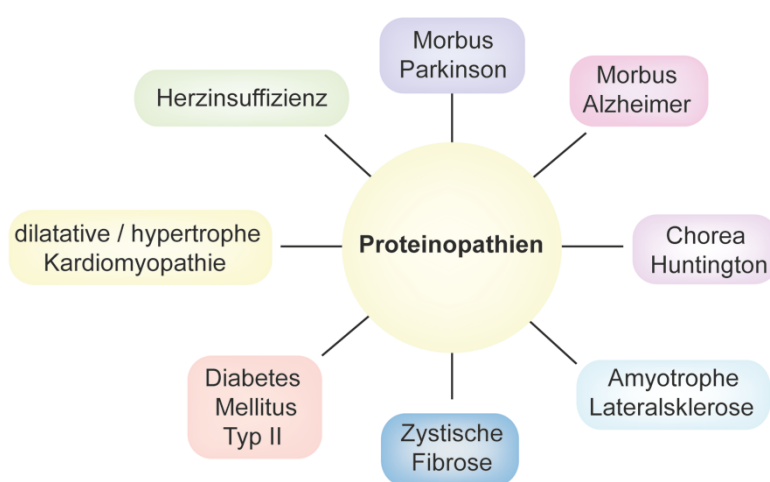 Morbus
Parkinson
Morbus
Alzheimer
Herzinsuffizienz
dilatative / hypertrophe
Kardiomyopathie
Proteinopathien
Chorea
Huntington
Diabetes
Mellitus
Typ II
Zystische
Fibrose
Amyotrophe
Lateralsklerose